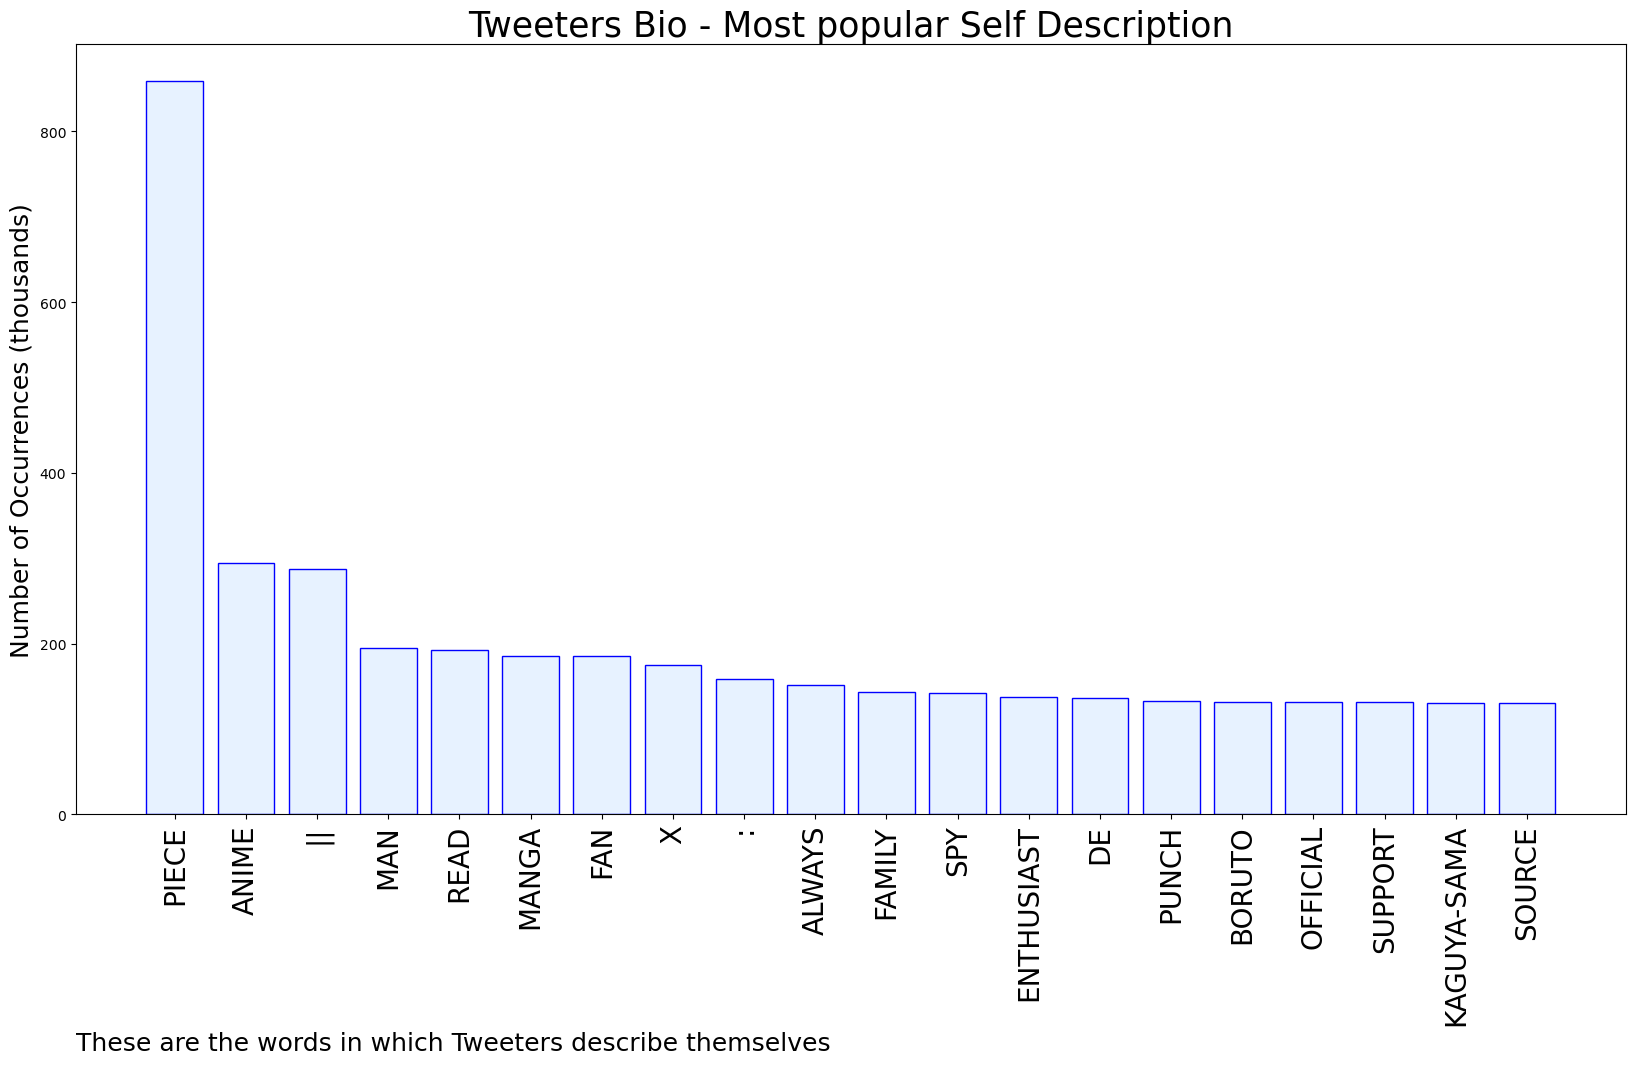 Tweeters Bio - Most popular Self Description
Number of Occurrences (thousands)
800
600
400
200
0
PIECE
ANIME
||
MAN
READ
MANGA
FAN
X
:
ALWAYS
FAMILY
SPY
ENTHUSIAST
DE
PUNCH
BORUTO
OFFICIAL
SUPPORT
KAGUYA-SAMA
SOURCE
These are the words in which Tweeters describe themselves